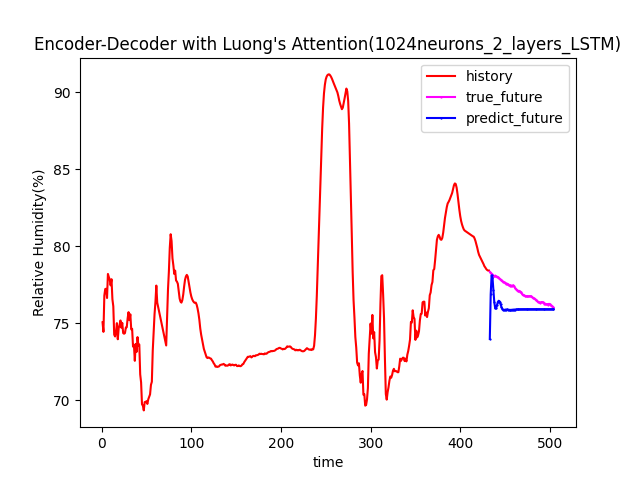 Encoder-Decoder with Luong's Attention(1024neurons_2_layers_LSTM)
history
true_future
predict_future
Relative Humidity(%)
90
85
80
75
70
0 100 200 300 400 500
time